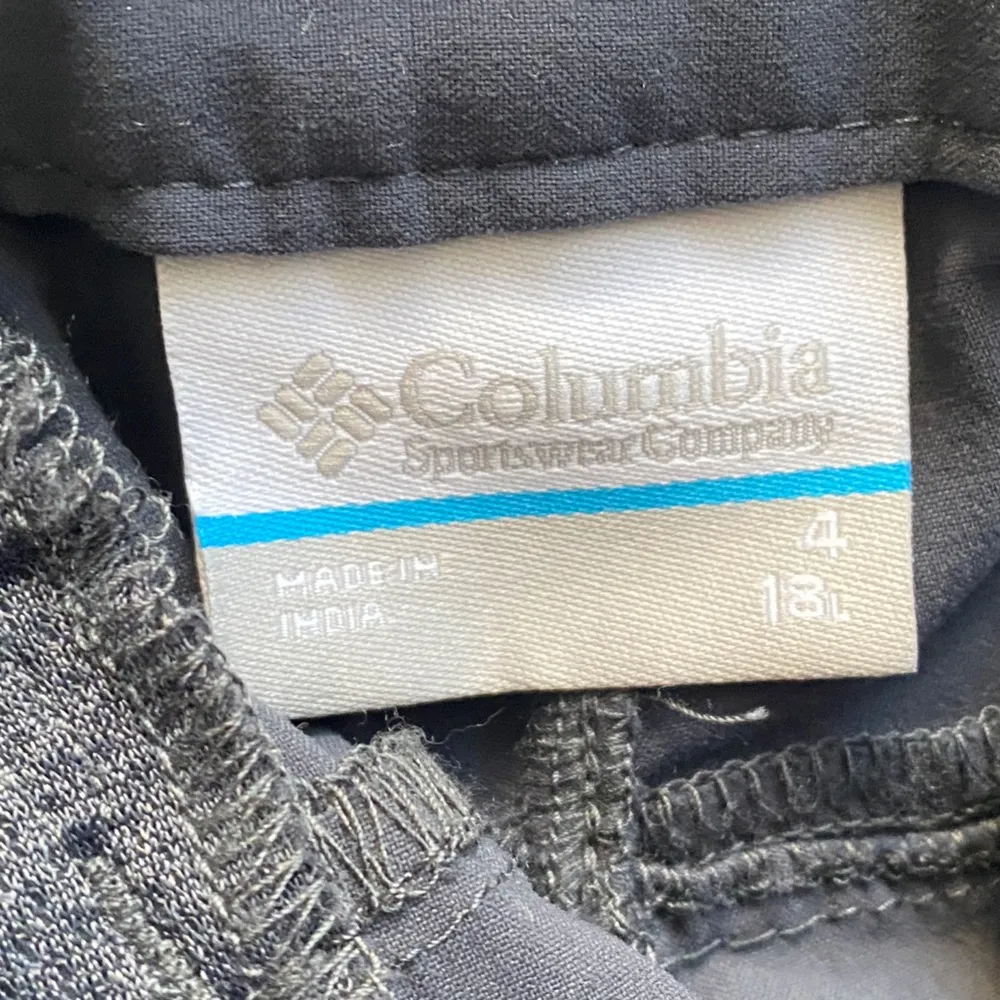 Columbia
Sportswear Company
4
MADE IN
18L
INDIA